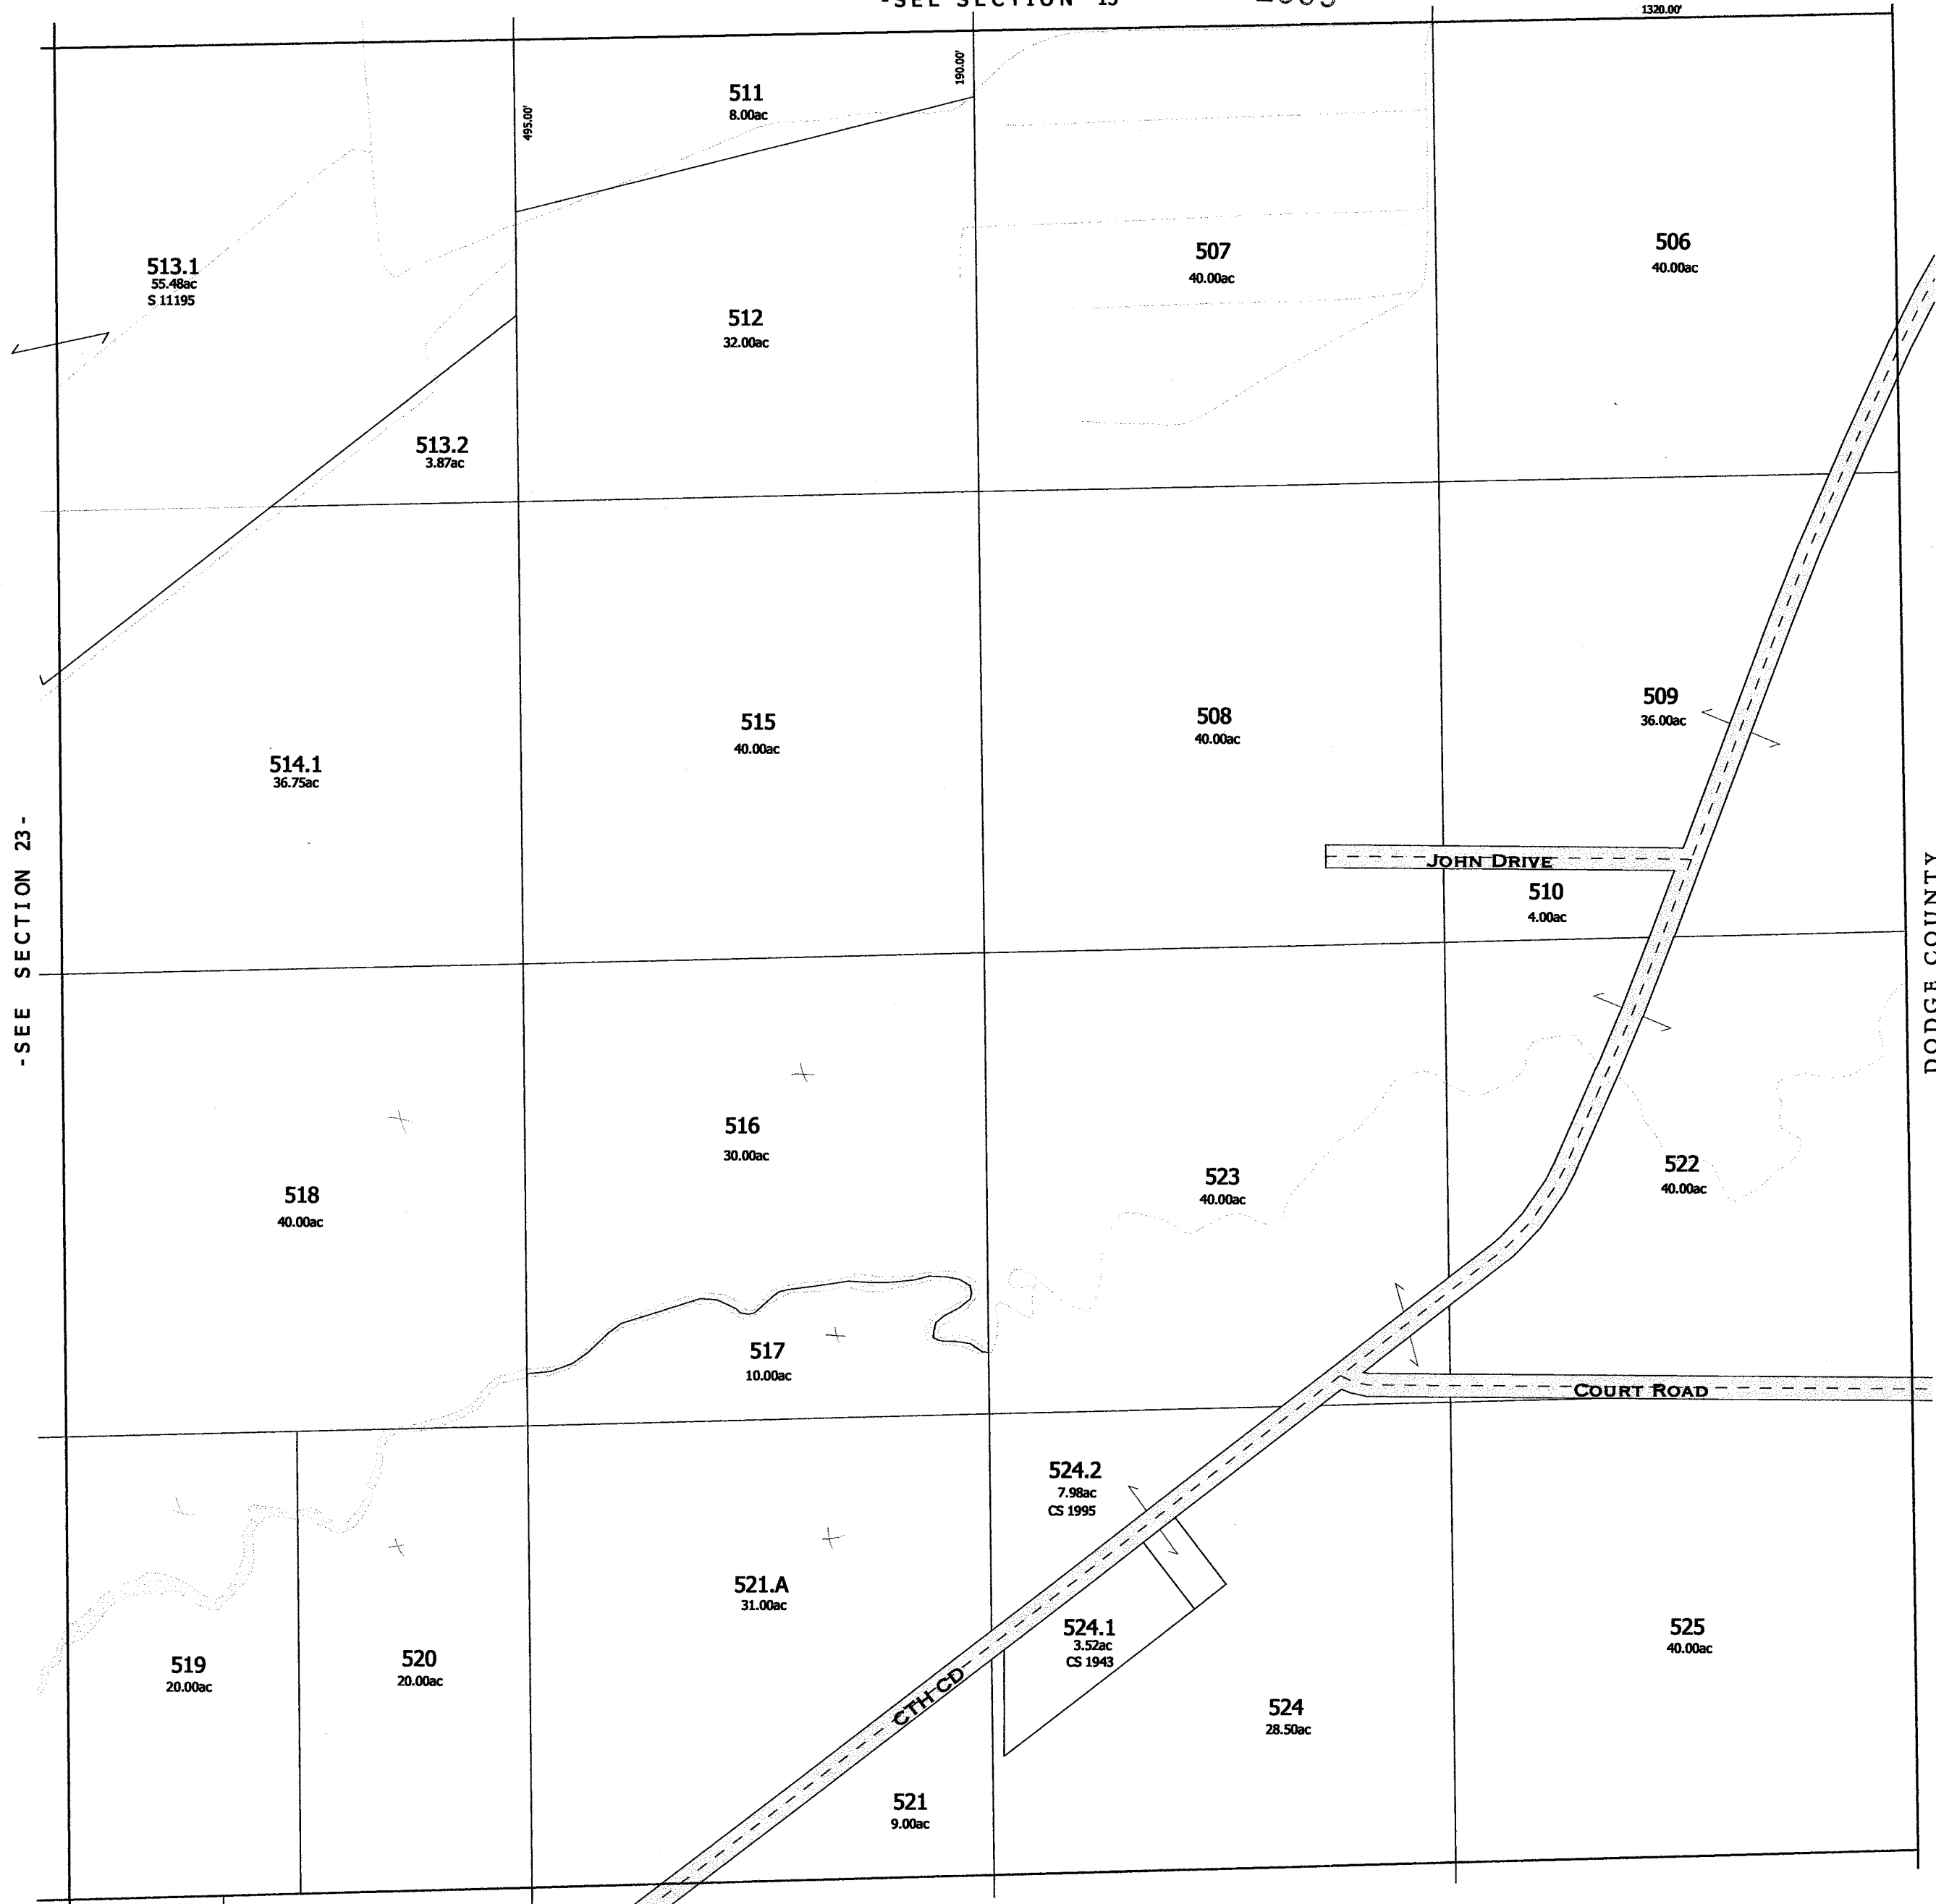 -SEE SECTION 13
1320.00'
190.00'
495.00'
511
8.00ac
513.1
55.48ac
S 11195
512
32.00ac
507
40.00ac
506
40.00ac
513.2
3.87ac
514.1
36.75ac
515
40.00ac
508
40.00ac
509
36.00ac
-SEE SECTION 23-
JOHN DRIVE
510
4.00ac
DODGE COUNTY
518
40.00ac
516
30.00ac
523
40.00ac
522
40.00ac
517
10.00ac
COURT ROAD
524.2
7.98ac
CS 1995
521.A
31.00ac
524.1
3.52ac
CS 1943
519
20.00ac
520
20.00ac
CTH CD
525
40.00ac
524
28.50ac
521
9.00ac